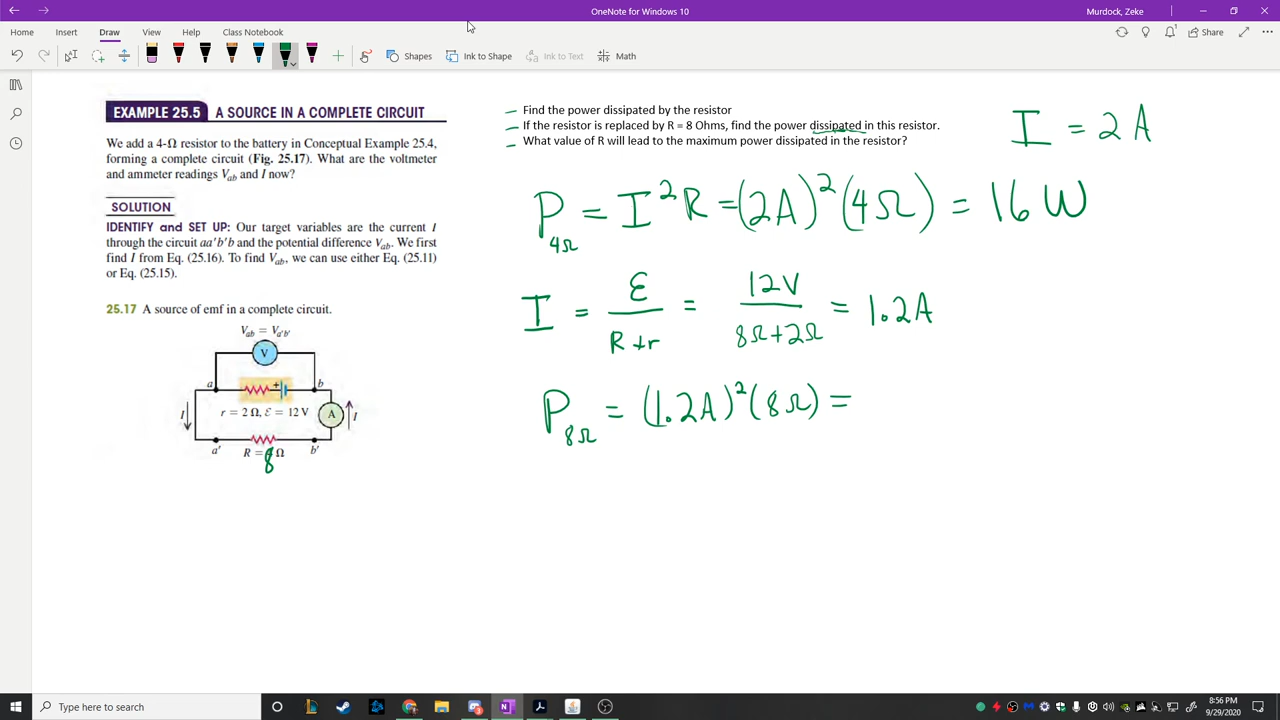 OneNote for Windows 10
Murdock, Zeke
Home Insert Draw View Help Class Notebook
Share
Shapes Ink to Shape Ink to Text Math
EXAMPLE 25.5 A SOURCE IN A COMPLETE CIRCUIT
We add a 4-Ω resistor to the battery in Conceptual Example 25.4,
forming a complete circuit (Fig. 25.17). What are the voltmeter
and ammeter readings Vab and I now?
SOLUTION
IDENTIFY and SET UP: Our target variables are the current I
through the circuit aa′b′b and the potential difference Vab. We first
find I from Eq. (25.16). To find Vab, we can use either Eq. (25.11)
or Eq. (25.15).
25.17 A source of emf in a complete circuit.
Vab = Va′b′
V
a + b
I r = 2 Ω, ℰ = 12 V A I
a′ R = 8 Ω b′
Find the power dissipated by the resistor
If the resistor is replaced by R = 8 Ohms, find the power dissipated in this resistor.
What value of R will lead to the maximum power dissipated in the resistor?
I = 2 A
P4Ω = I²R = (2A)²(4Ω) = 16 W
I = ℰ/(R+r) = 12V/(8Ω+2Ω) = 1.2A
P8Ω = (1.2A)²(8Ω) =
Type here to search
8:56 PM
9/29/2020